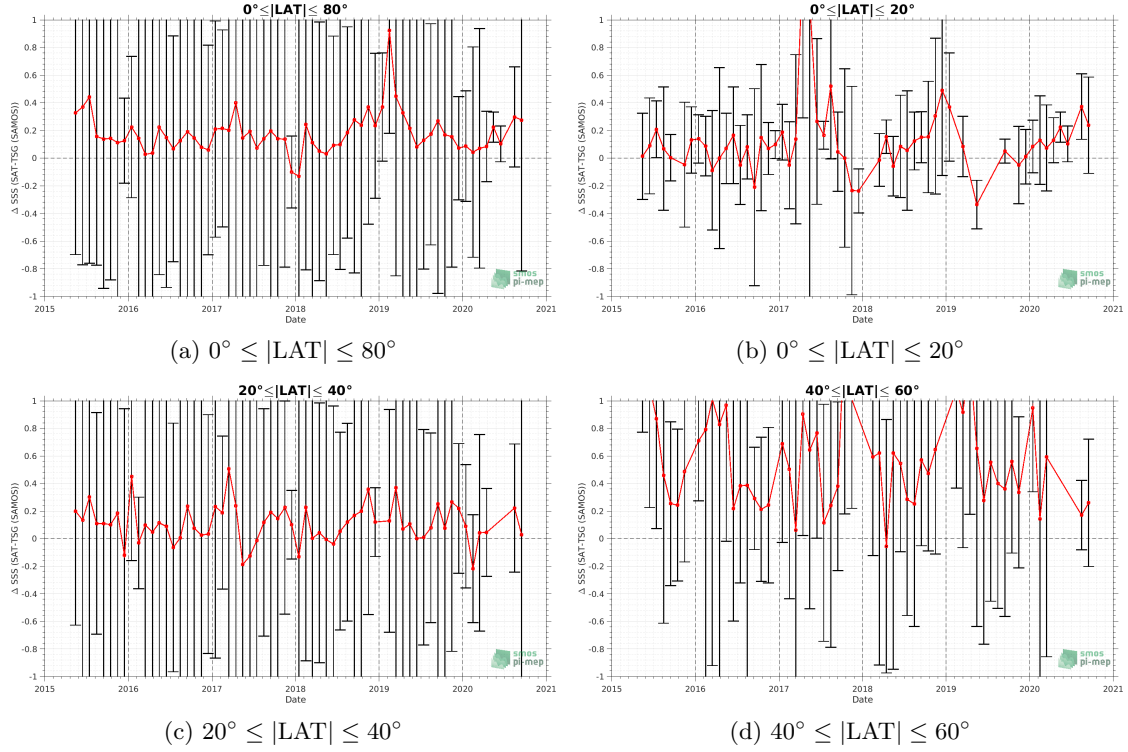 0°≤|LAT|≤ 80°
Δ SSS (SAT-TSG (SAMOS))
1
0.8
0.6
0.4
0.2
0
-0.2
-0.4
-0.6
-0.8
-1
2015 2016 2017 2018 2019 2020 2021
Date
smos
pi-mep
(a) 0° ≤ |LAT| ≤ 80°
0°≤|LAT|≤ 20°
Δ SSS (SAT-TSG (SAMOS))
1
0.8
0.6
0.4
0.2
0
-0.2
-0.4
-0.6
-0.8
-1
2015 2016 2017 2018 2019 2020 2021
Date
smos
pi-mep
(b) 0° ≤ |LAT| ≤ 20°
20°≤|LAT|≤ 40°
Δ SSS (SAT-TSG (SAMOS))
1
0.8
0.6
0.4
0.2
0
-0.2
-0.4
-0.6
-0.8
-1
2015 2016 2017 2018 2019 2020 2021
Date
smos
pi-mep
(c) 20° ≤ |LAT| ≤ 40°
40°≤|LAT|≤ 60°
Δ SSS (SAT-TSG (SAMOS))
1
0.8
0.6
0.4
0.2
0
-0.2
-0.4
-0.6
-0.8
-1
2015 2016 2017 2018 2019 2020 2021
Date
smos
pi-mep
(d) 40° ≤ |LAT| ≤ 60°